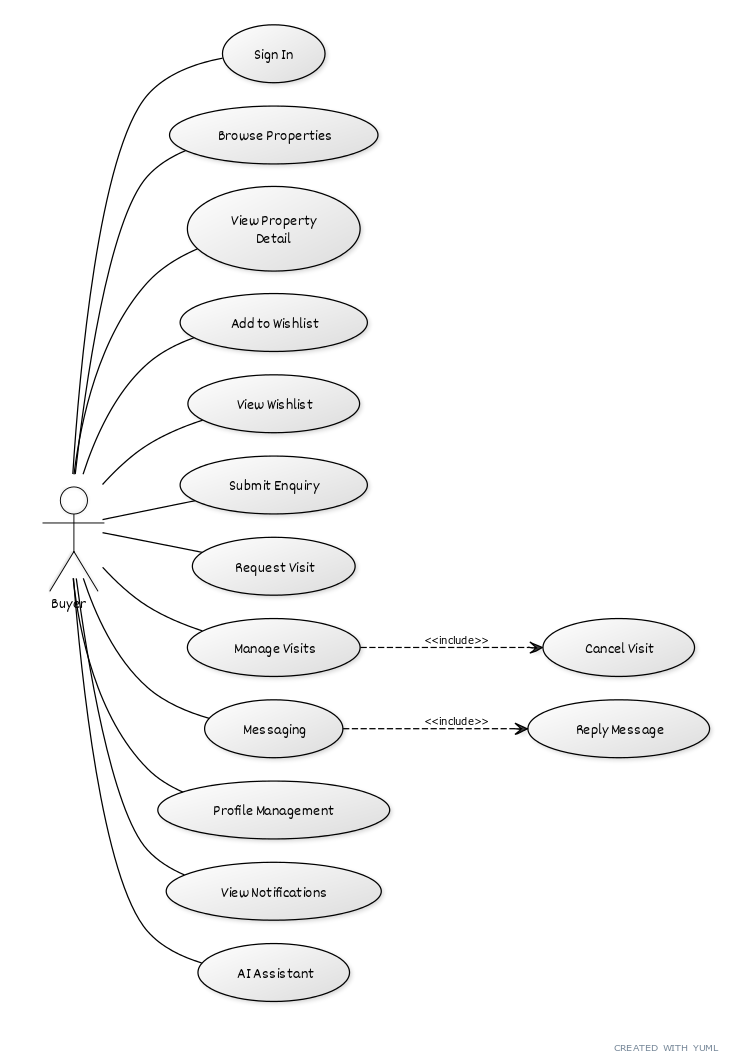 Sign In
Browse Properties
View Property
Detail
Add to Wishlist
View Wishlist
Submit Enquiry
Request Visit
Buyer
Manage Visits
<<include>>
Cancel Visit
Messaging
<<include>>
Reply Message
Profile Management
View Notifications
AI Assistant
CREATED WITH YUML